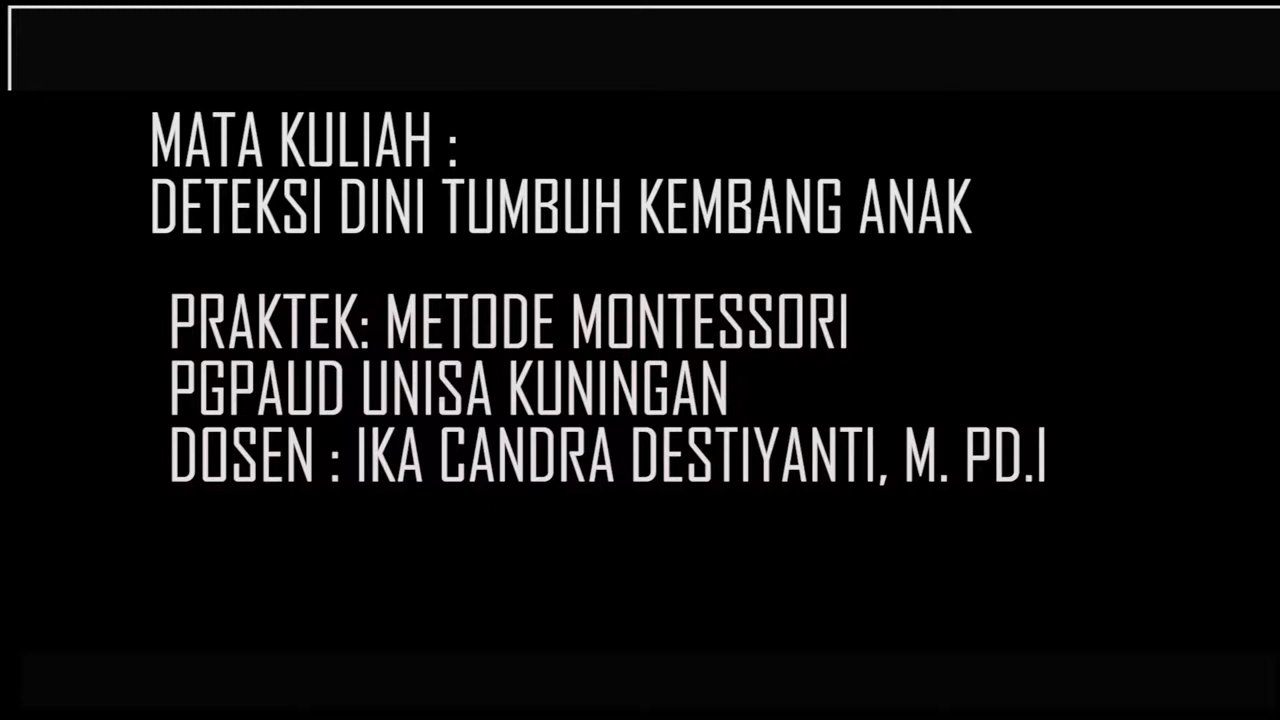 MATA KULIAH :
DETEKSI DINI TUMBUH KEMBANG ANAK
PRAKTEK: METODE MONTESSORI
PGPAUD UNISA KUNINGAN
DOSEN : IKA CANDRA DESTIYANTI, M. PD.I